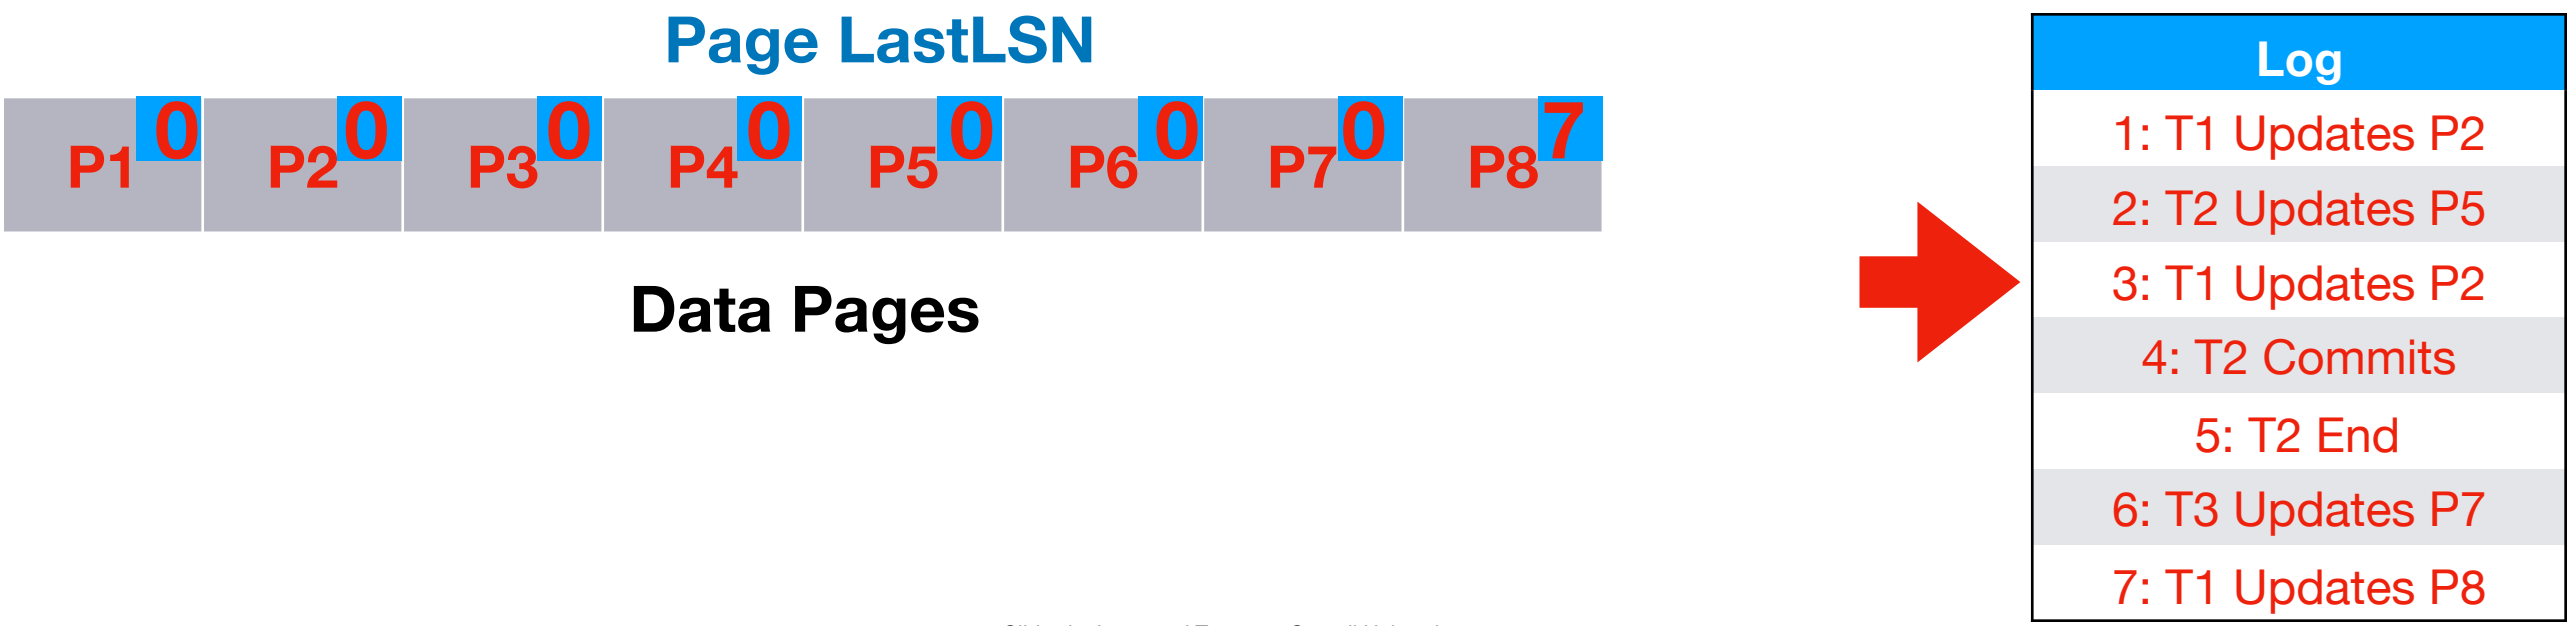 Page LastLSN
P1 0 P2 0 P3 0 P4 0 P5 0 P6 0 P7 0 P8 7
Data Pages
Log
1: T1 Updates P2
2: T2 Updates P5
3: T1 Updates P2
4: T2 Commits
5: T2 End
6: T3 Updates P7
7: T1 Updates P8